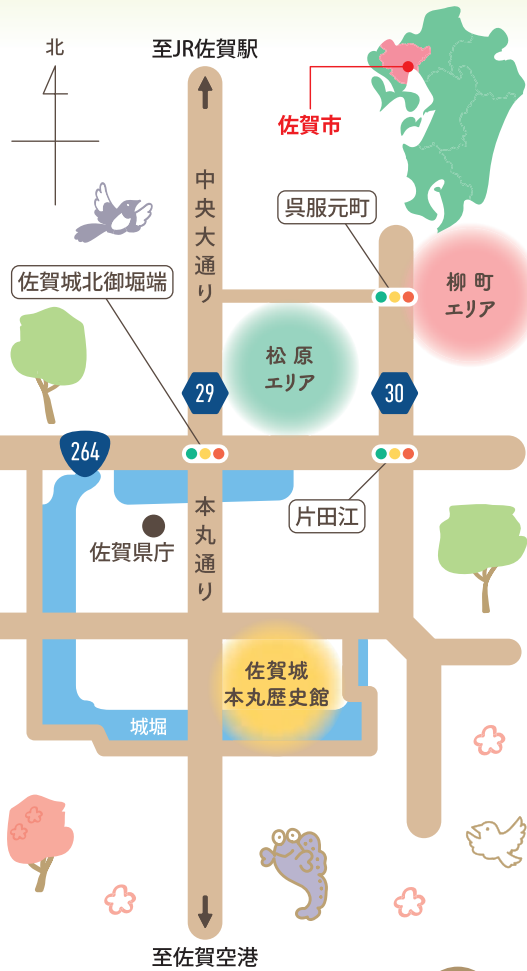 北
至JR佐賀駅
佐賀市
中央大通り
呉服元町
佐賀城北御堀端
柳町
エリア
松原
エリア
29
30
264
本丸通り
片田江
佐賀県庁
佐賀城
本丸歴史館
城堀
至佐賀空港